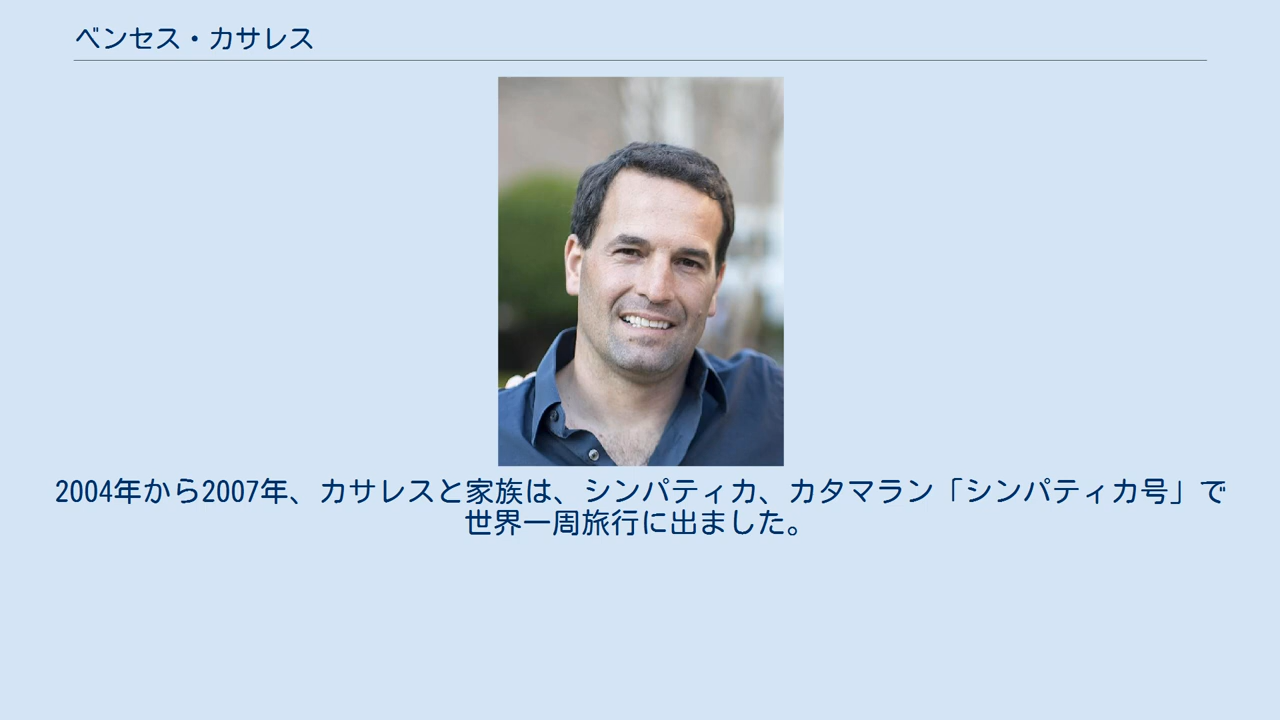 ベンセス・カサレス
2004年から2007年、カサレスと家族は、シンパティカ、カタマラン「シンパティカ号」で
世界一周旅行に出ました。